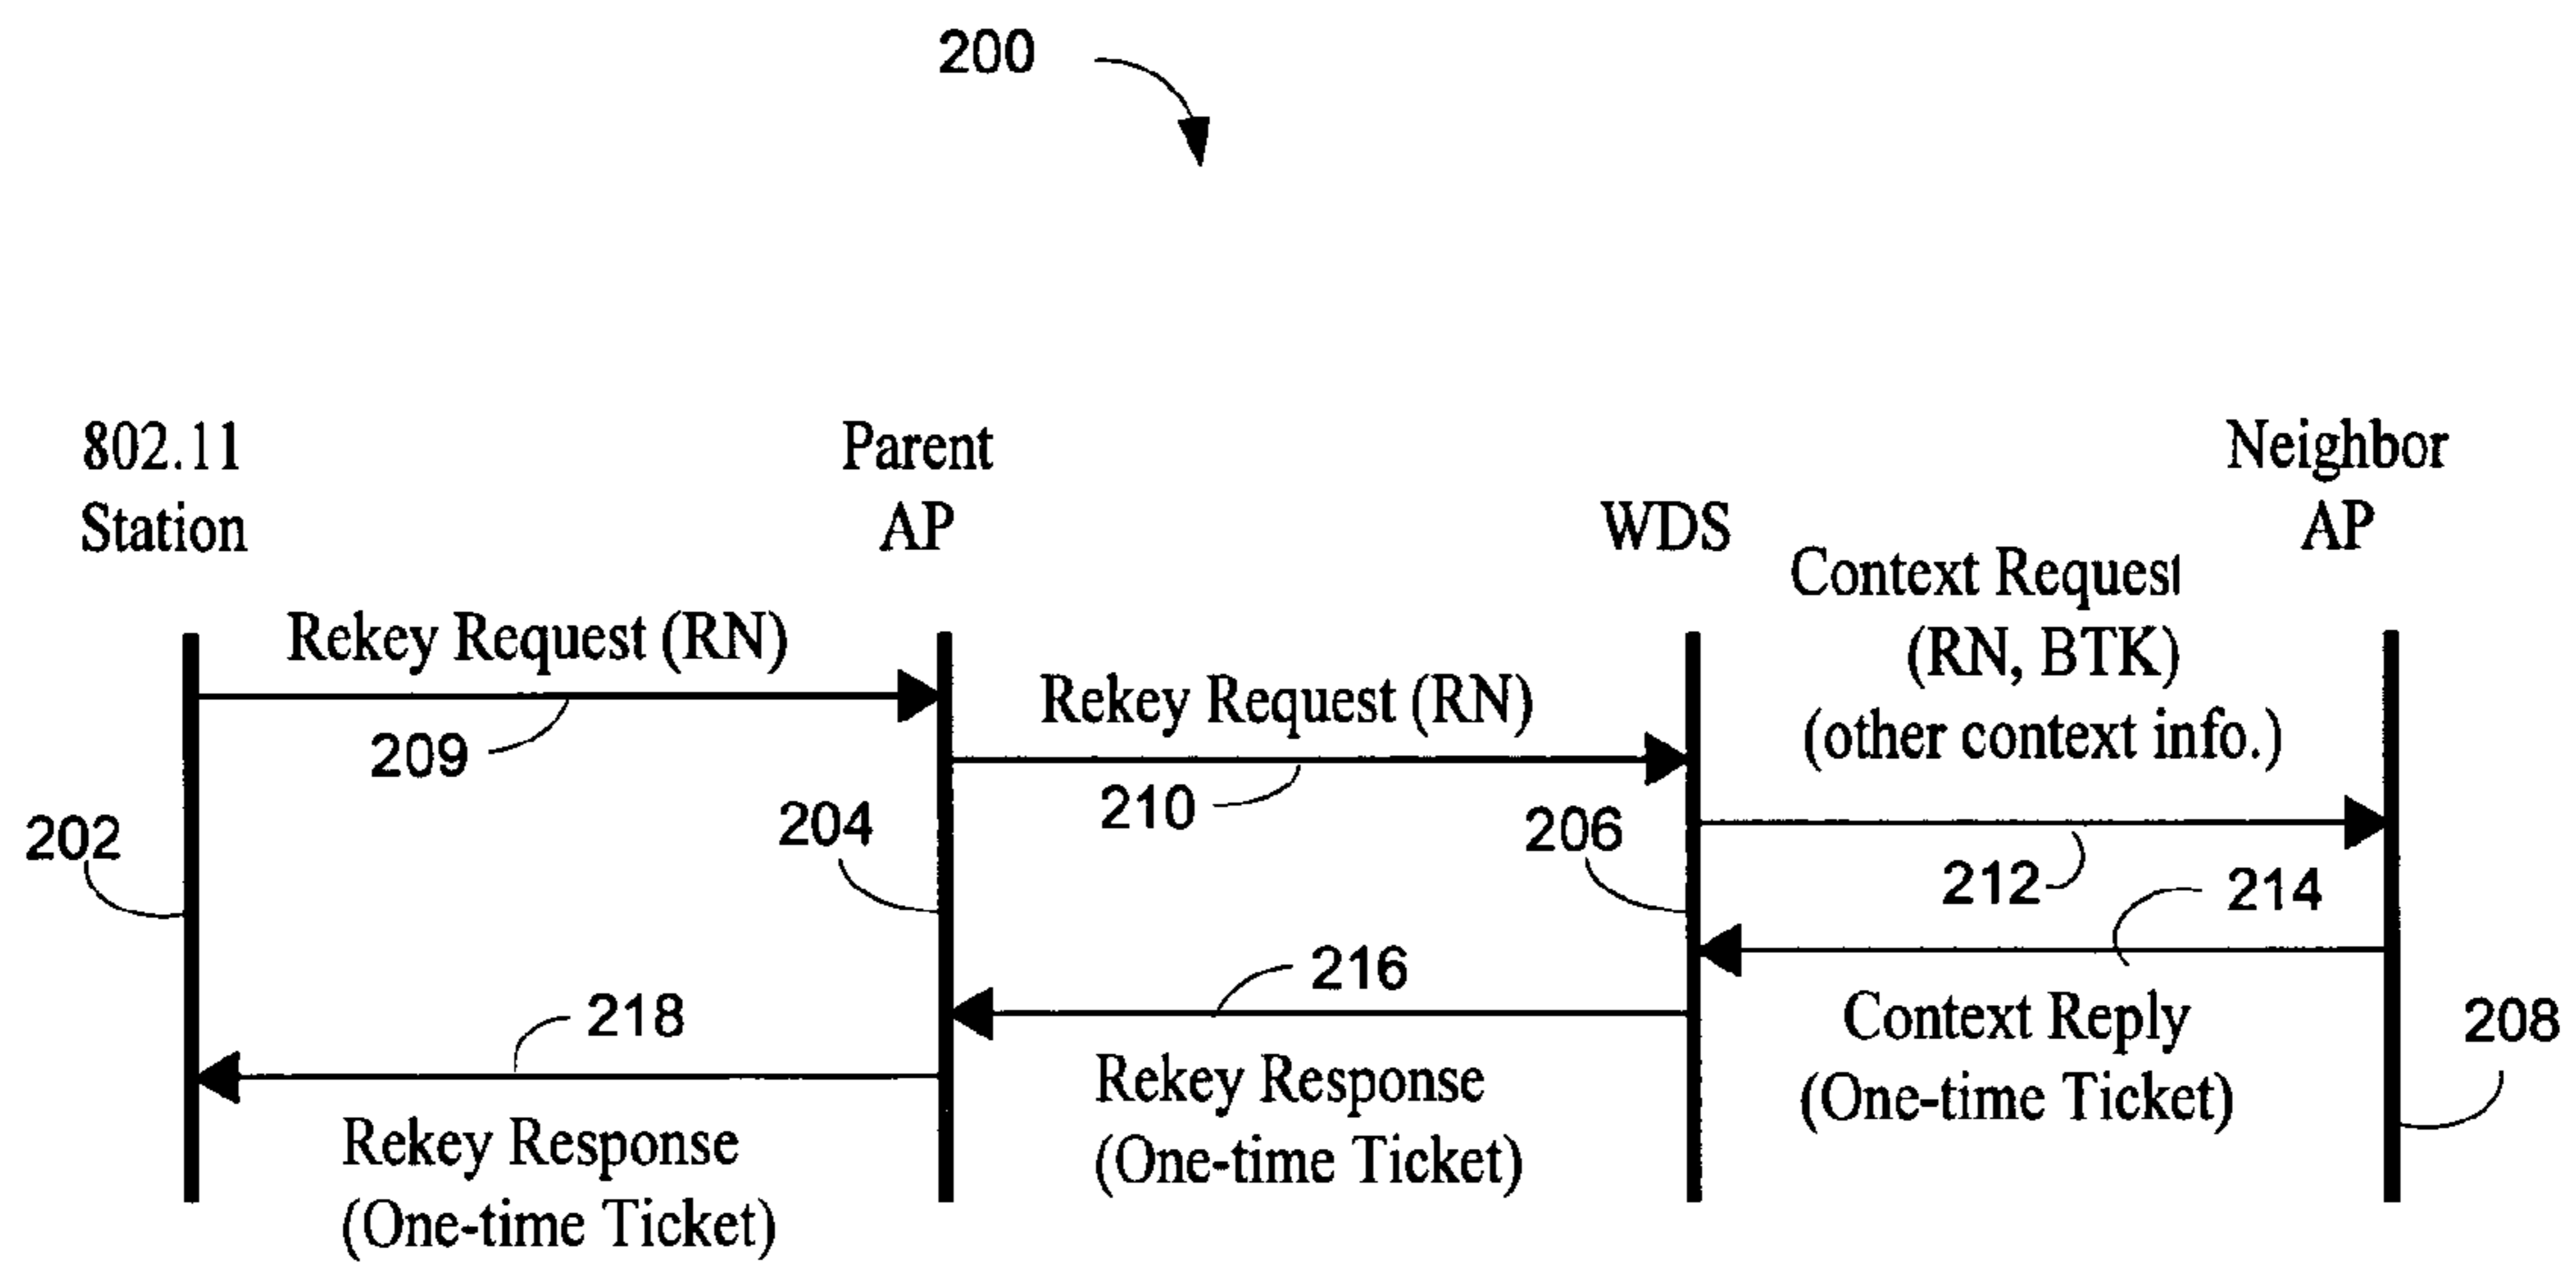 200
802.11
Station
Parent
AP
WDS
Neighbor
AP
Rekey Request (RN)
209
Rekey Request (RN)
210
Context Request
(RN, BTK)
(other context info.)
212
202
204
206
208
214
Context Reply
(One-time Ticket)
216
Rekey Response
(One-time Ticket)
218
Rekey Response
(One-time Ticket)